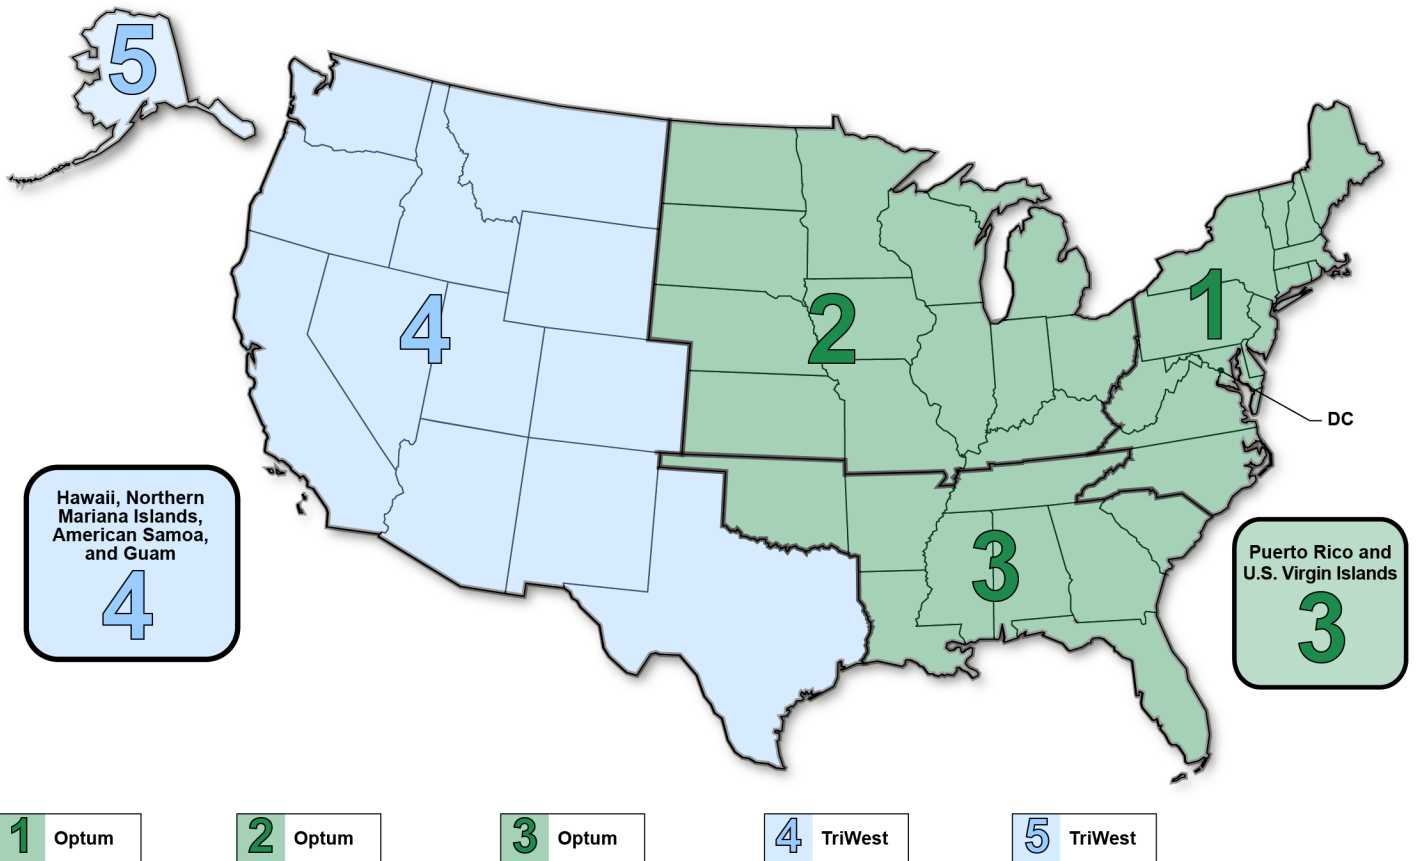 5
4
2
1
DC
Hawaii, Northern
Mariana Islands,
American Samoa,
and Guam
4
3
Puerto Rico and
U.S. Virgin Islands
3
1 Optum
2 Optum
3 Optum
4 TriWest
5 TriWest